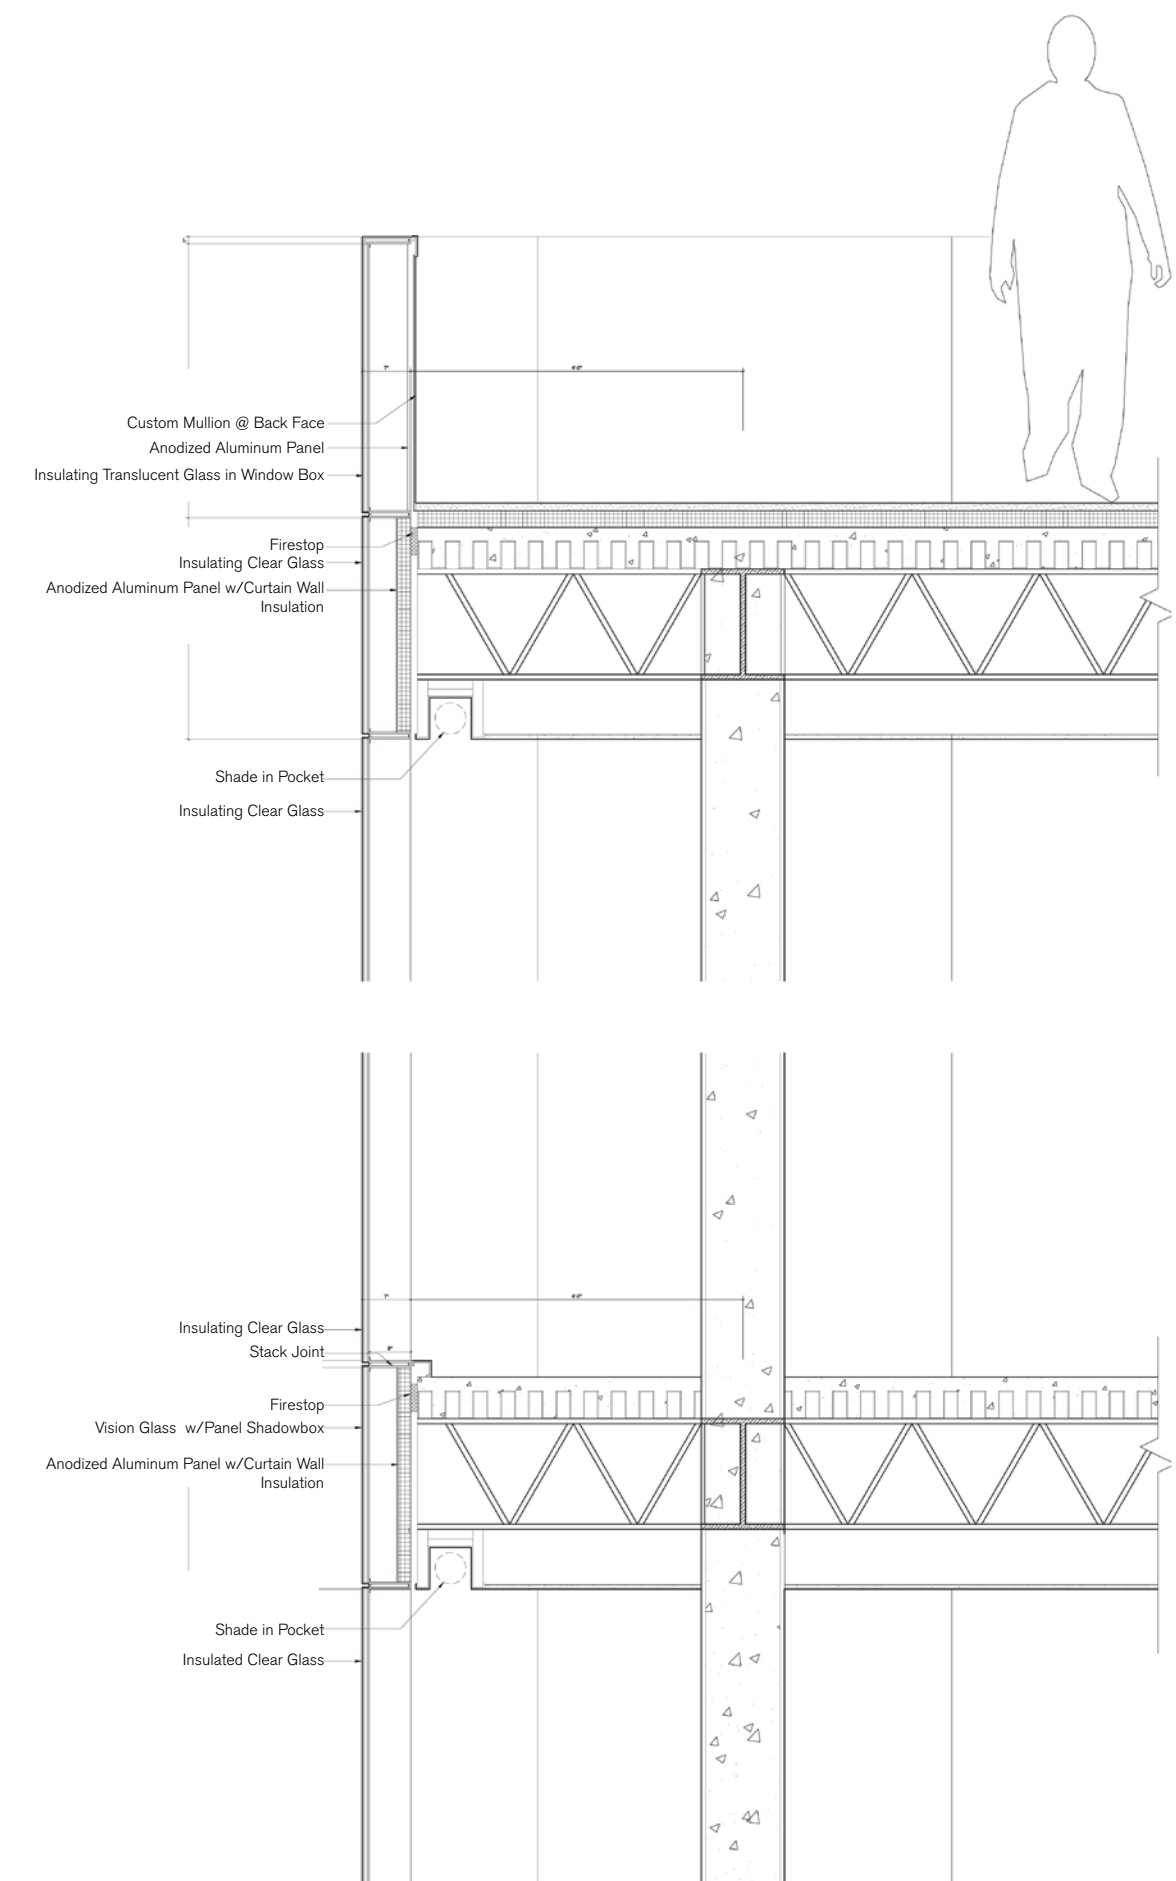 Custom Mullion @ Back Face
Anodized Aluminum Panel
Insulating Translucent Glass in Window Box
Firestop
Insulating Clear Glass
Anodized Aluminum Panel w/Curtain Wall
Insulation
Shade in Pocket
Insulating Clear Glass
Insulating Clear Glass
Stack Joint
Firestop
Vision Glass w/Panel Shadowbox
Anodized Aluminum Panel w/Curtain Wall
Insulation
Shade in Pocket
Insulated Clear Glass